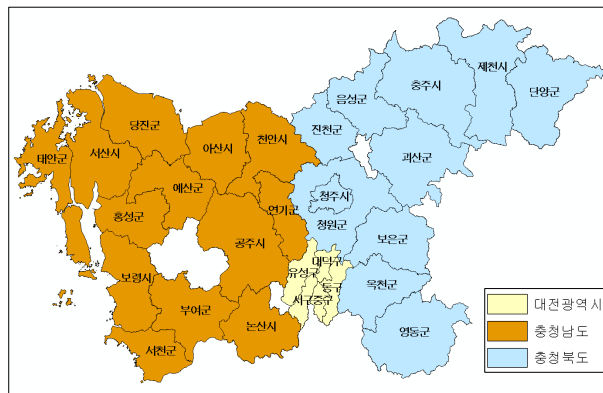 제천시
충주시
단양군
음성군
당진군
진천군
천안시
아산시
태안군
서산시
괴산군
예산군
청주시
연기군
홍성군
청원군
보은군
공주시
대덕구
유성구
보령시
옥천군
동구
서구
중구
부여군
논산시
영동군
서천군
대전광역시
충청남도
충청북도